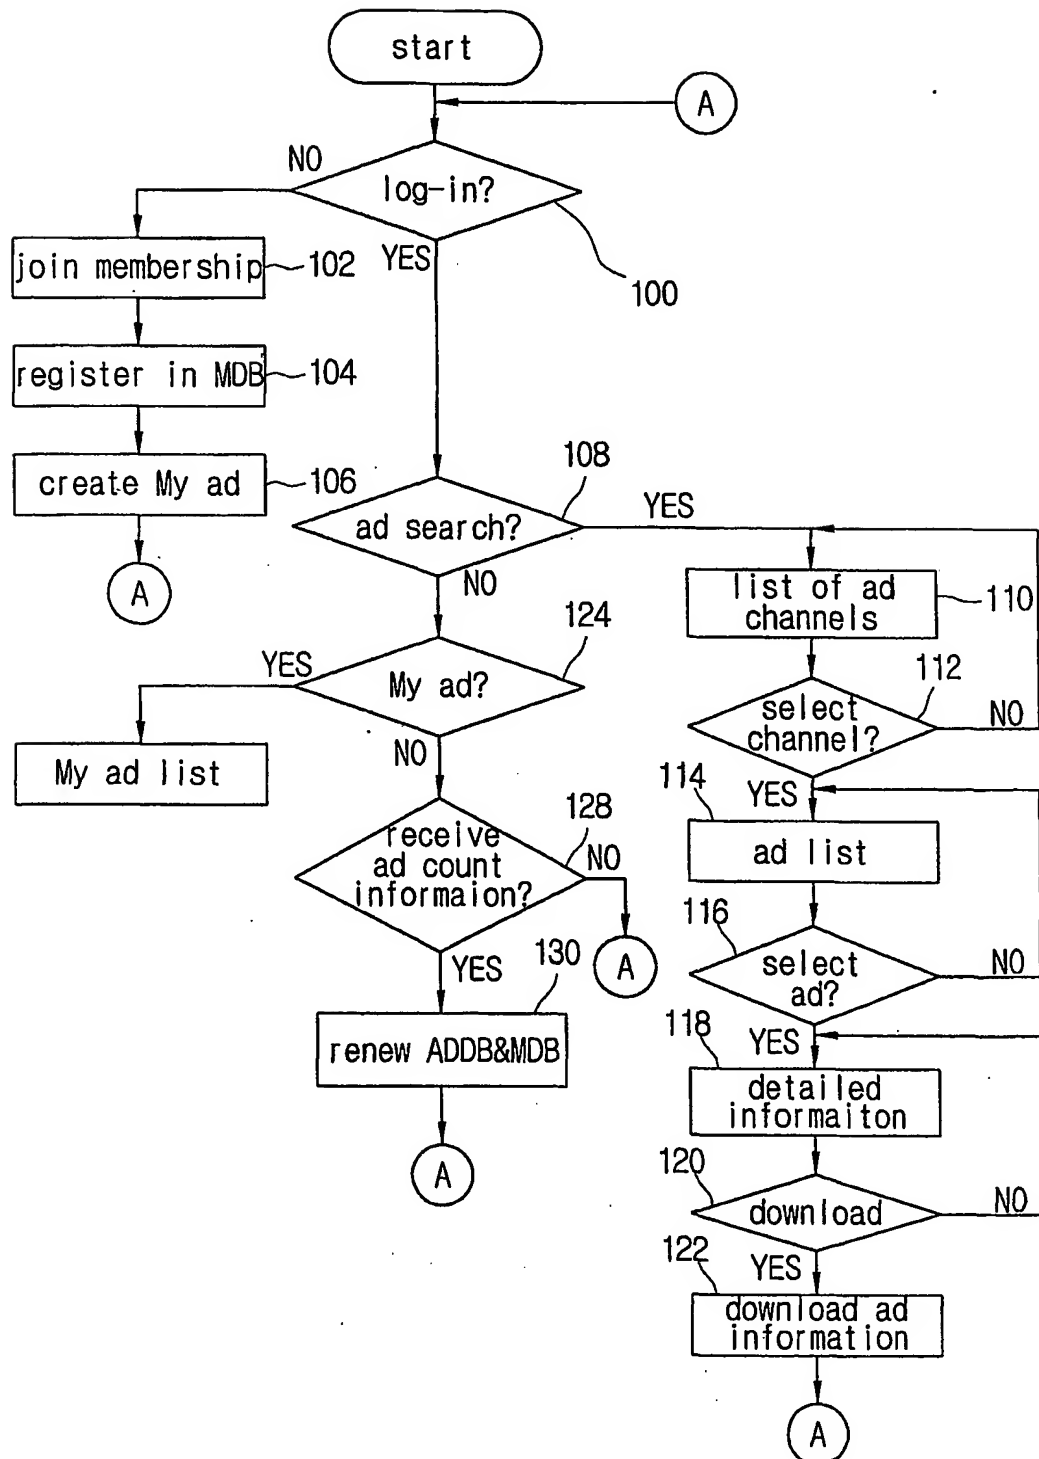 start
A
NO
log-in?
YES
100
join membership
102
register in MDB
104
create My ad
106
A
108
ad search?
YES
NO
list of ad
channels
110
124
YES
My ad?
NO
My ad list
112
select
channel?
NO
YES
114
ad list
receive
ad count
informaion?
128
NO
A
YES
130
renew ADDB&MDB
A
116
select
ad?
NO
YES
118
detailed
informaiton
120
download
NO
YES
122
download ad
information
A